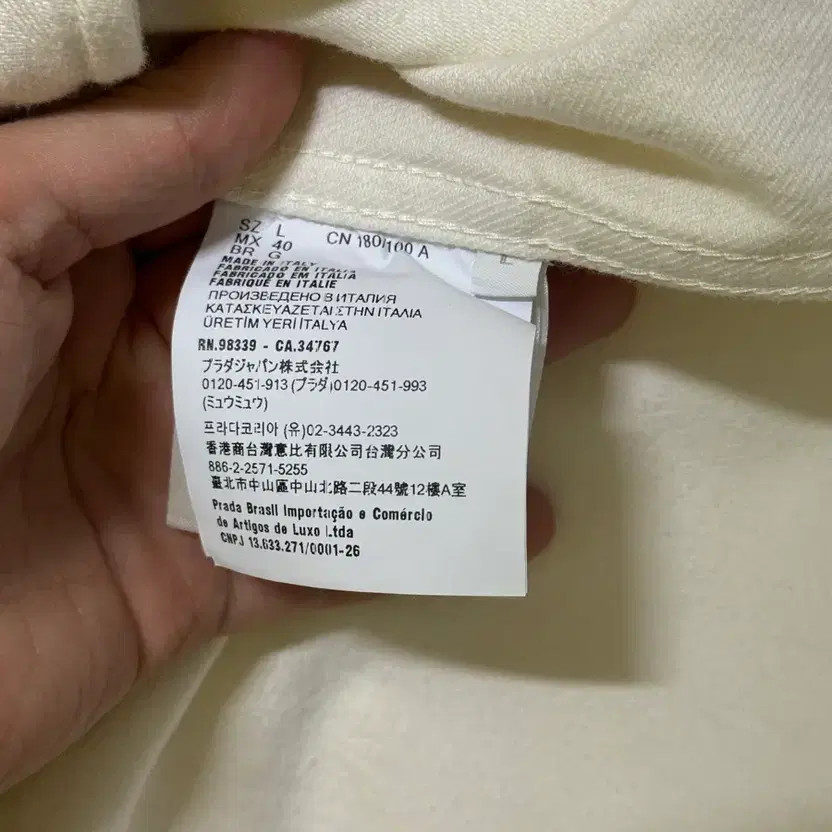 SZ L
MX 40 CN 180/100 A
BR G
L
MADE IN ITALY
FABRICADO EN ITALIA
FABRICADO EM ITALIA
FABRIQUÉ EN ITALIE
ПРОИЗВЕДЕНО В ИТАЛИЯ
ΚΑΤΑΣΚΕΥΑΖΕΤΑΙ ΣΤΗΝ ΙΤΑΛΙΑ
ÜRETİM YERİ İTALYA
RN.98339 - CA.34767
プラダジャパン株式会社
0120-451-913 (プラダ)0120-451-993
(ミュウミュウ)
프라다코리아 (유)02-3443-2323
香港商台灣意比有限公司台灣分公司
886-2-2571-5255
臺北市中山區中山北路二段44號12樓A室
Prada Brasil Importação e Comércio
de Artigos de Luxo Ltda
CNPJ 13.633.271/0001-26